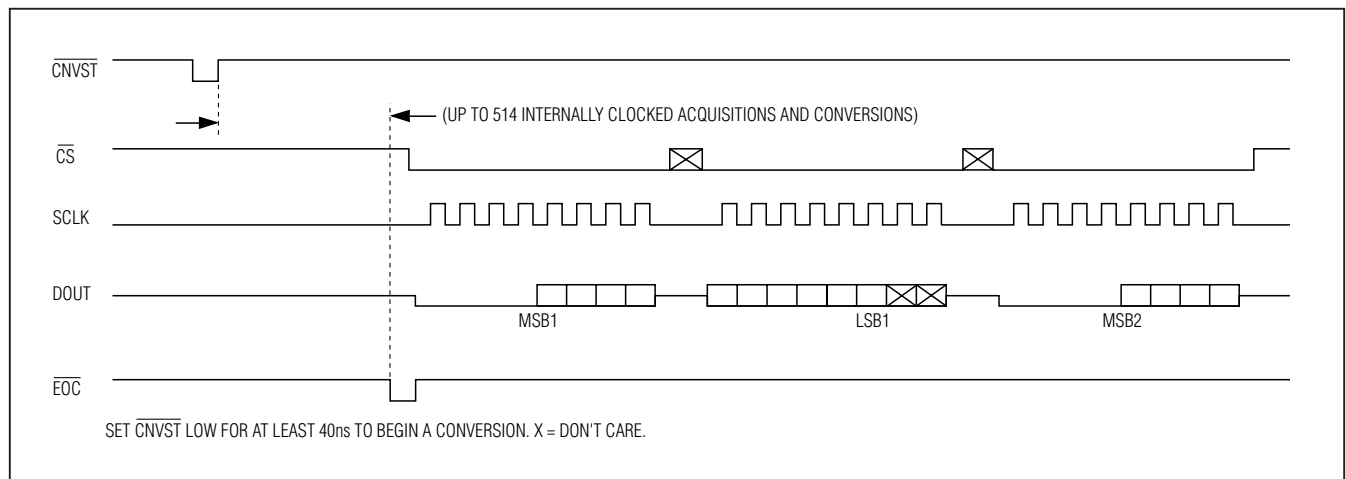 CNVST
(UP TO 514 INTERNALLY CLOCKED ACQUISITIONS AND CONVERSIONS)
CS
SCLK
DOUT
MSB1
LSB1
MSB2
EOC
SET CNVST LOW FOR AT LEAST 40ns TO BEGIN A CONVERSION. X = DON'T CARE.